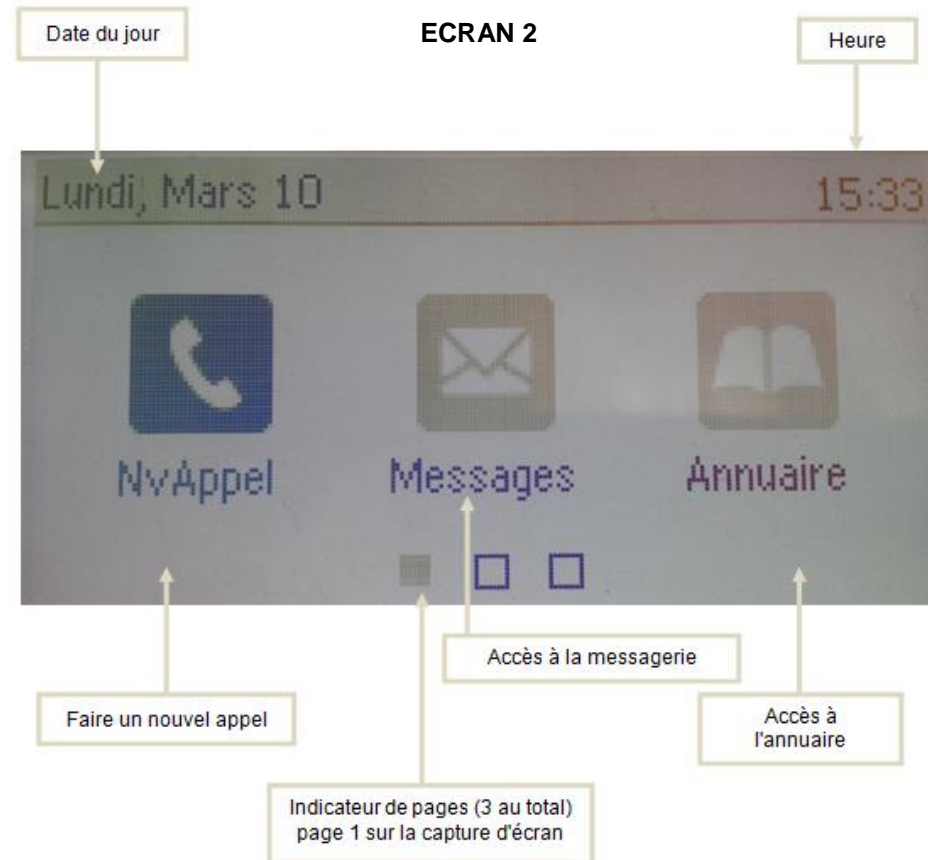 Date du jour
ECRAN 2
Heure
Lundi, Mars 10
15:33
NvAppel
Messages
Annuaire
Accès à la messagerie
Faire un nouvel appel
Accès à
l'annuaire
Indicateur de pages (3 au total)
page 1 sur la capture d'écran